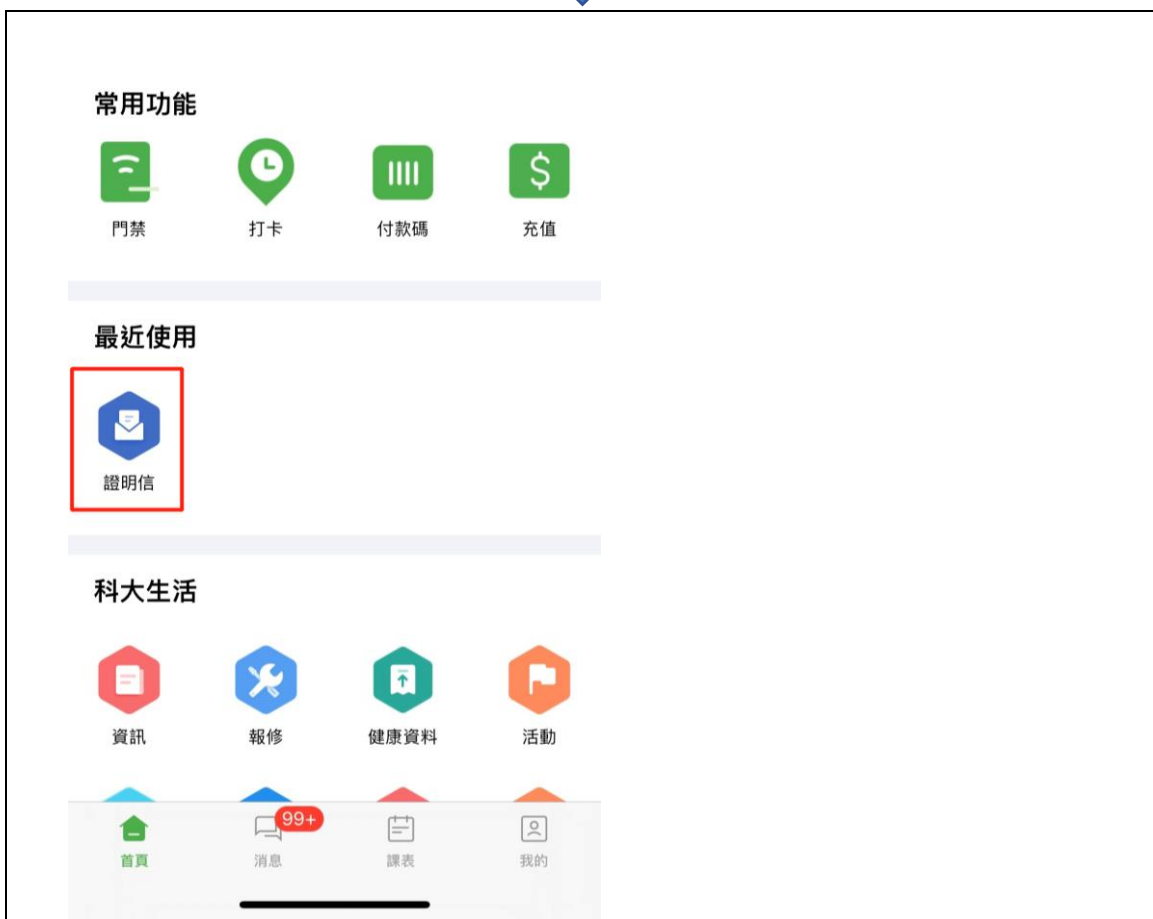 常用功能
門禁 打卡 付款碼 充值
最近使用
證明信
科大生活
資訊 報修 健康資料 活動
99+
首頁 消息 課表 我的